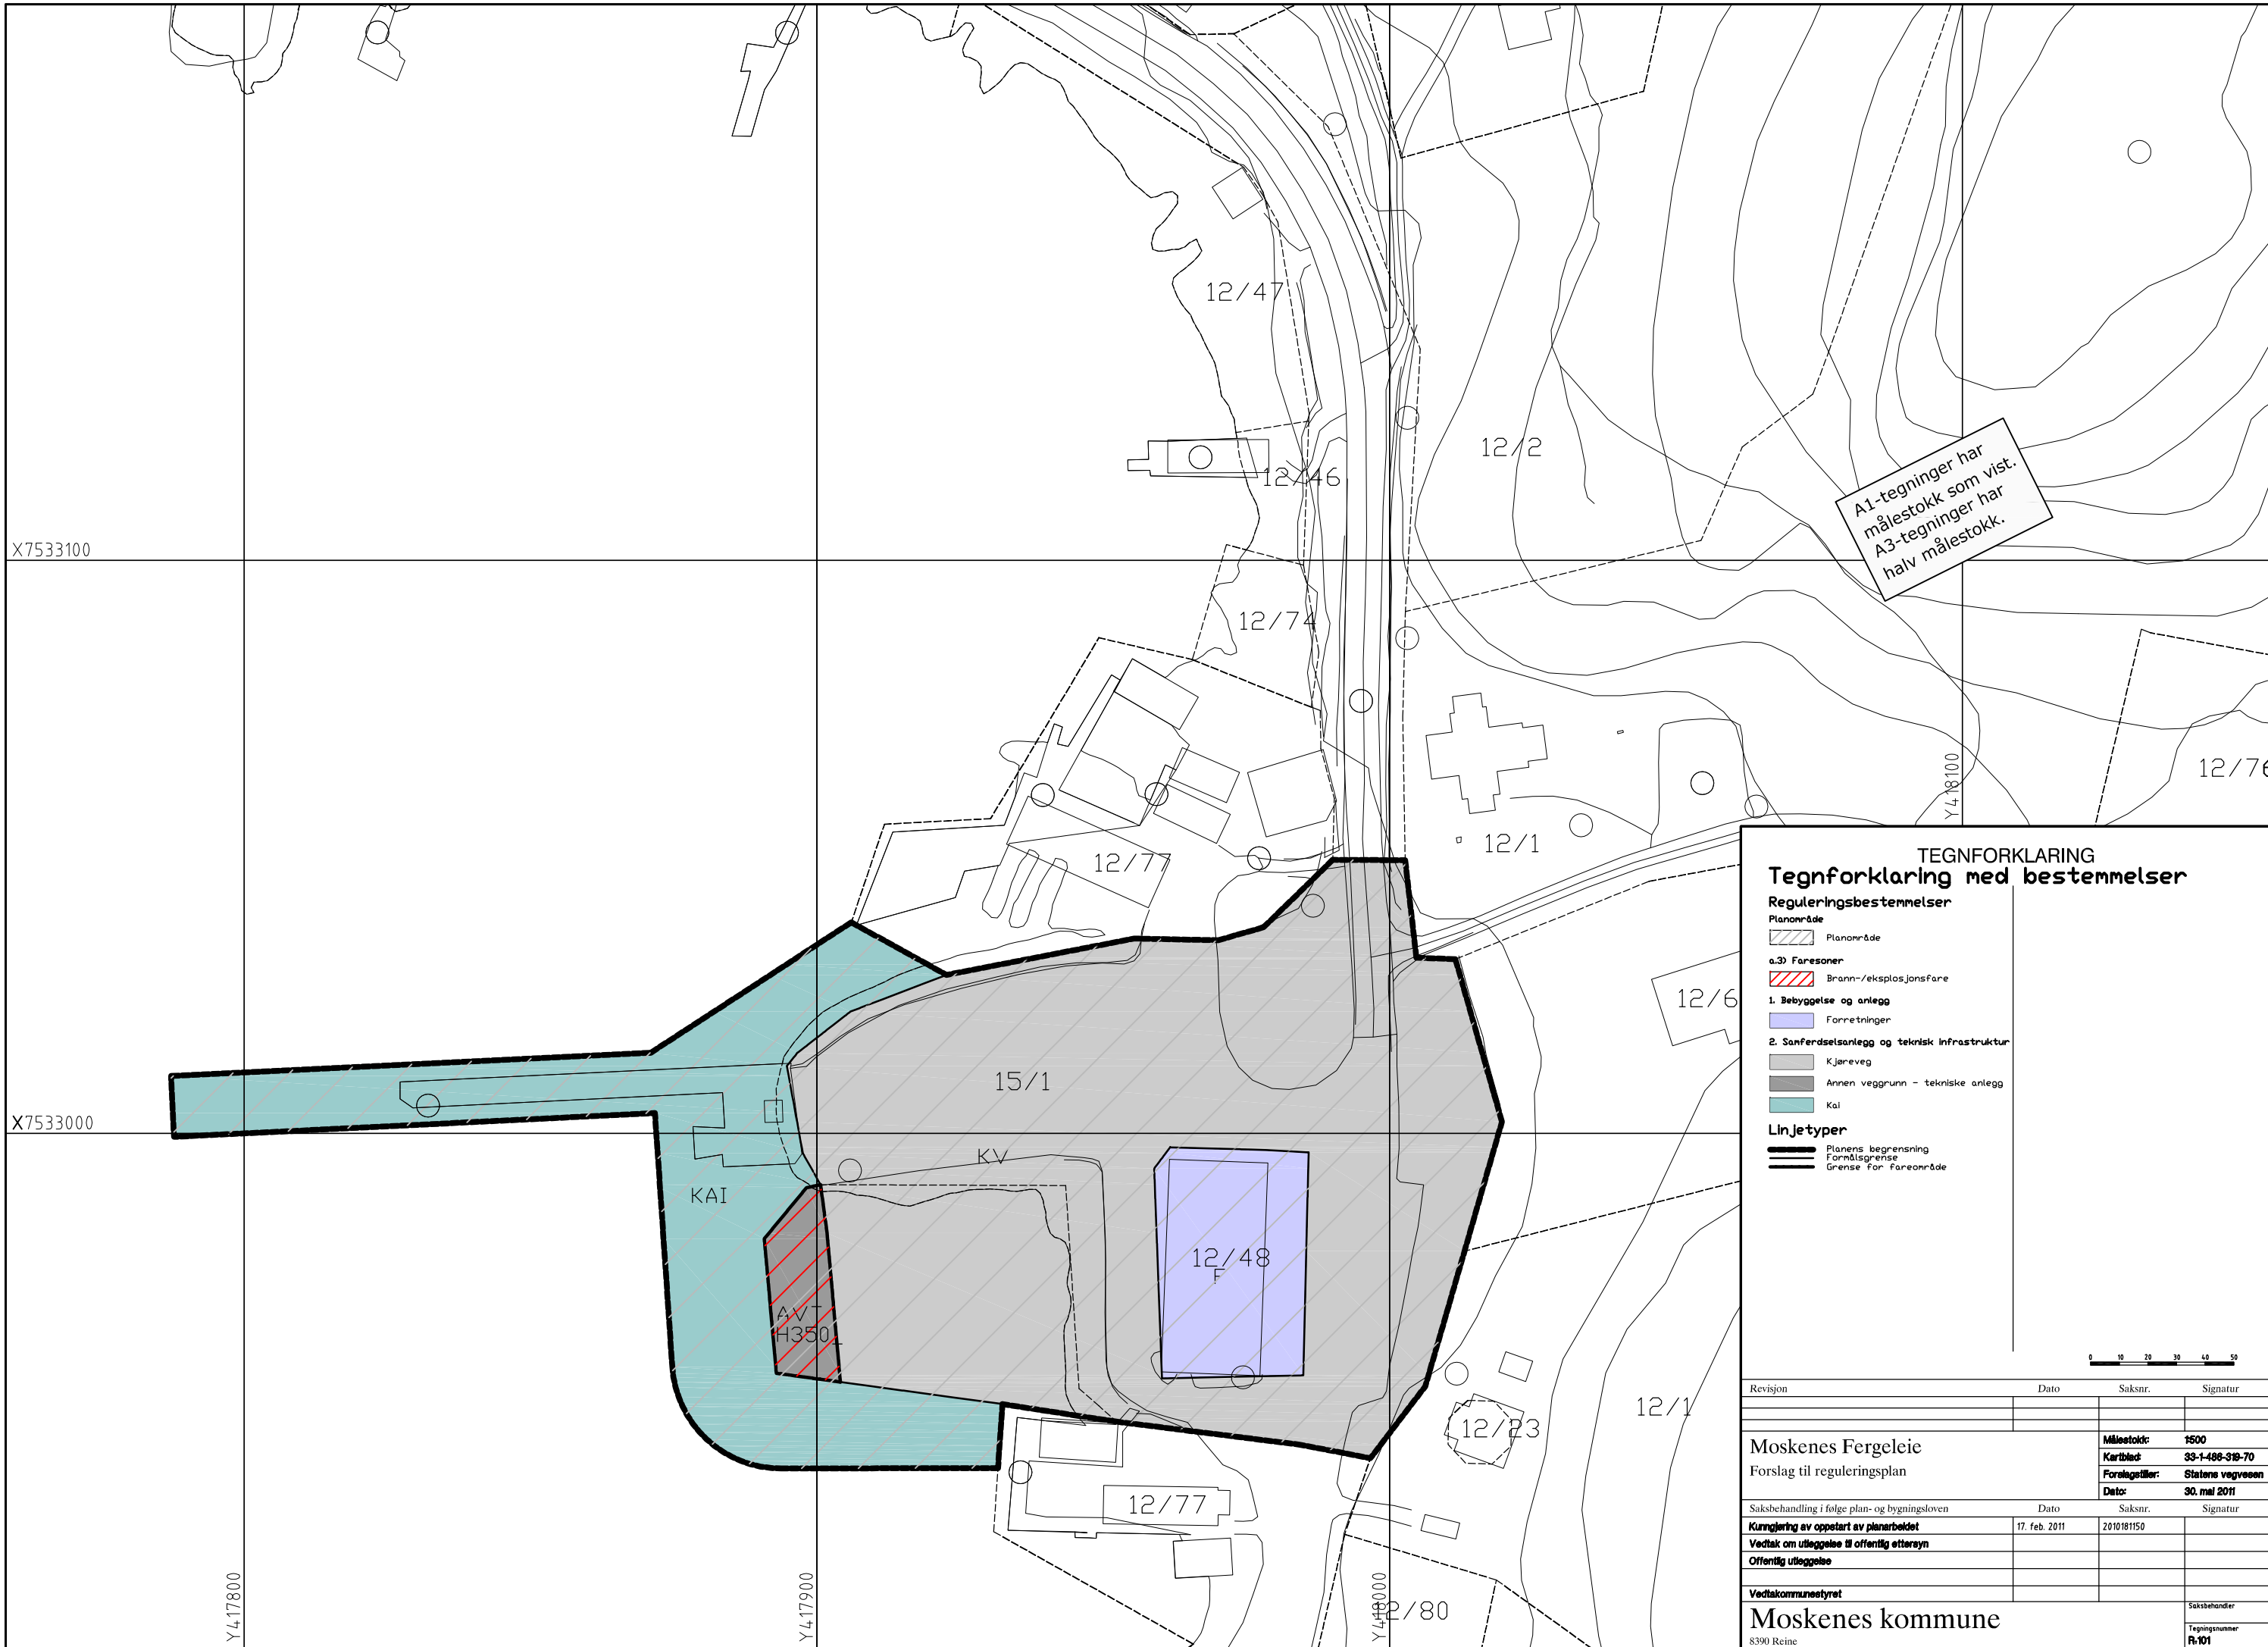 12/47
12/2
12/46
A1-tegninger har
målestokk som vist.
A3-tegninger har
halv målestokk.
X7533100
12/74
Y418100
12/76
12/1
12/77
12/6
15/1
X7533000
KV
KAI
12/48
F
AVT
H350_
12/23
12/1
12/77
12/80
Y417800
Y417900
Y418000
TEGNFORKLARING
Tegnforklaring med bestemmelser
Reguleringsbestemmelser
Planområde
Planområde
a.3) Faresoner
Brann-/eksplosjonsfare
1. Bebyggelse og anlegg
Forretninger
2. Samferdselsanlegg og teknisk infrastruktur
Kjøreveg
Annen veggrunn - tekniske anlegg
Kai
Linjetyper
Planens begrensning
Formålsgrense
Grense for fareområde
0 10 20 30 40 50
Revisjon Dato Saksnr. Signatur
Moskenes Fergeleie
Forslag til reguleringsplan
Målestokk: 1:500
Kartblad: 33-1-486-319-70
Forslagstiller: Statens vegvesen
Dato: 30. mai 2011
Saksbehandling i følge plan- og bygningsloven Dato Saksnr. Signatur
Kunngjøring av oppstart av planarbeidet 17. feb. 2011 2010181150
Vedtak om utleggelse til offentlig ettersyn
Offentlig utleggelse
Vedtakommunestyret
Moskenes kommune
8390 Reine
Saksbehandler
Tegningsnummer
R-101